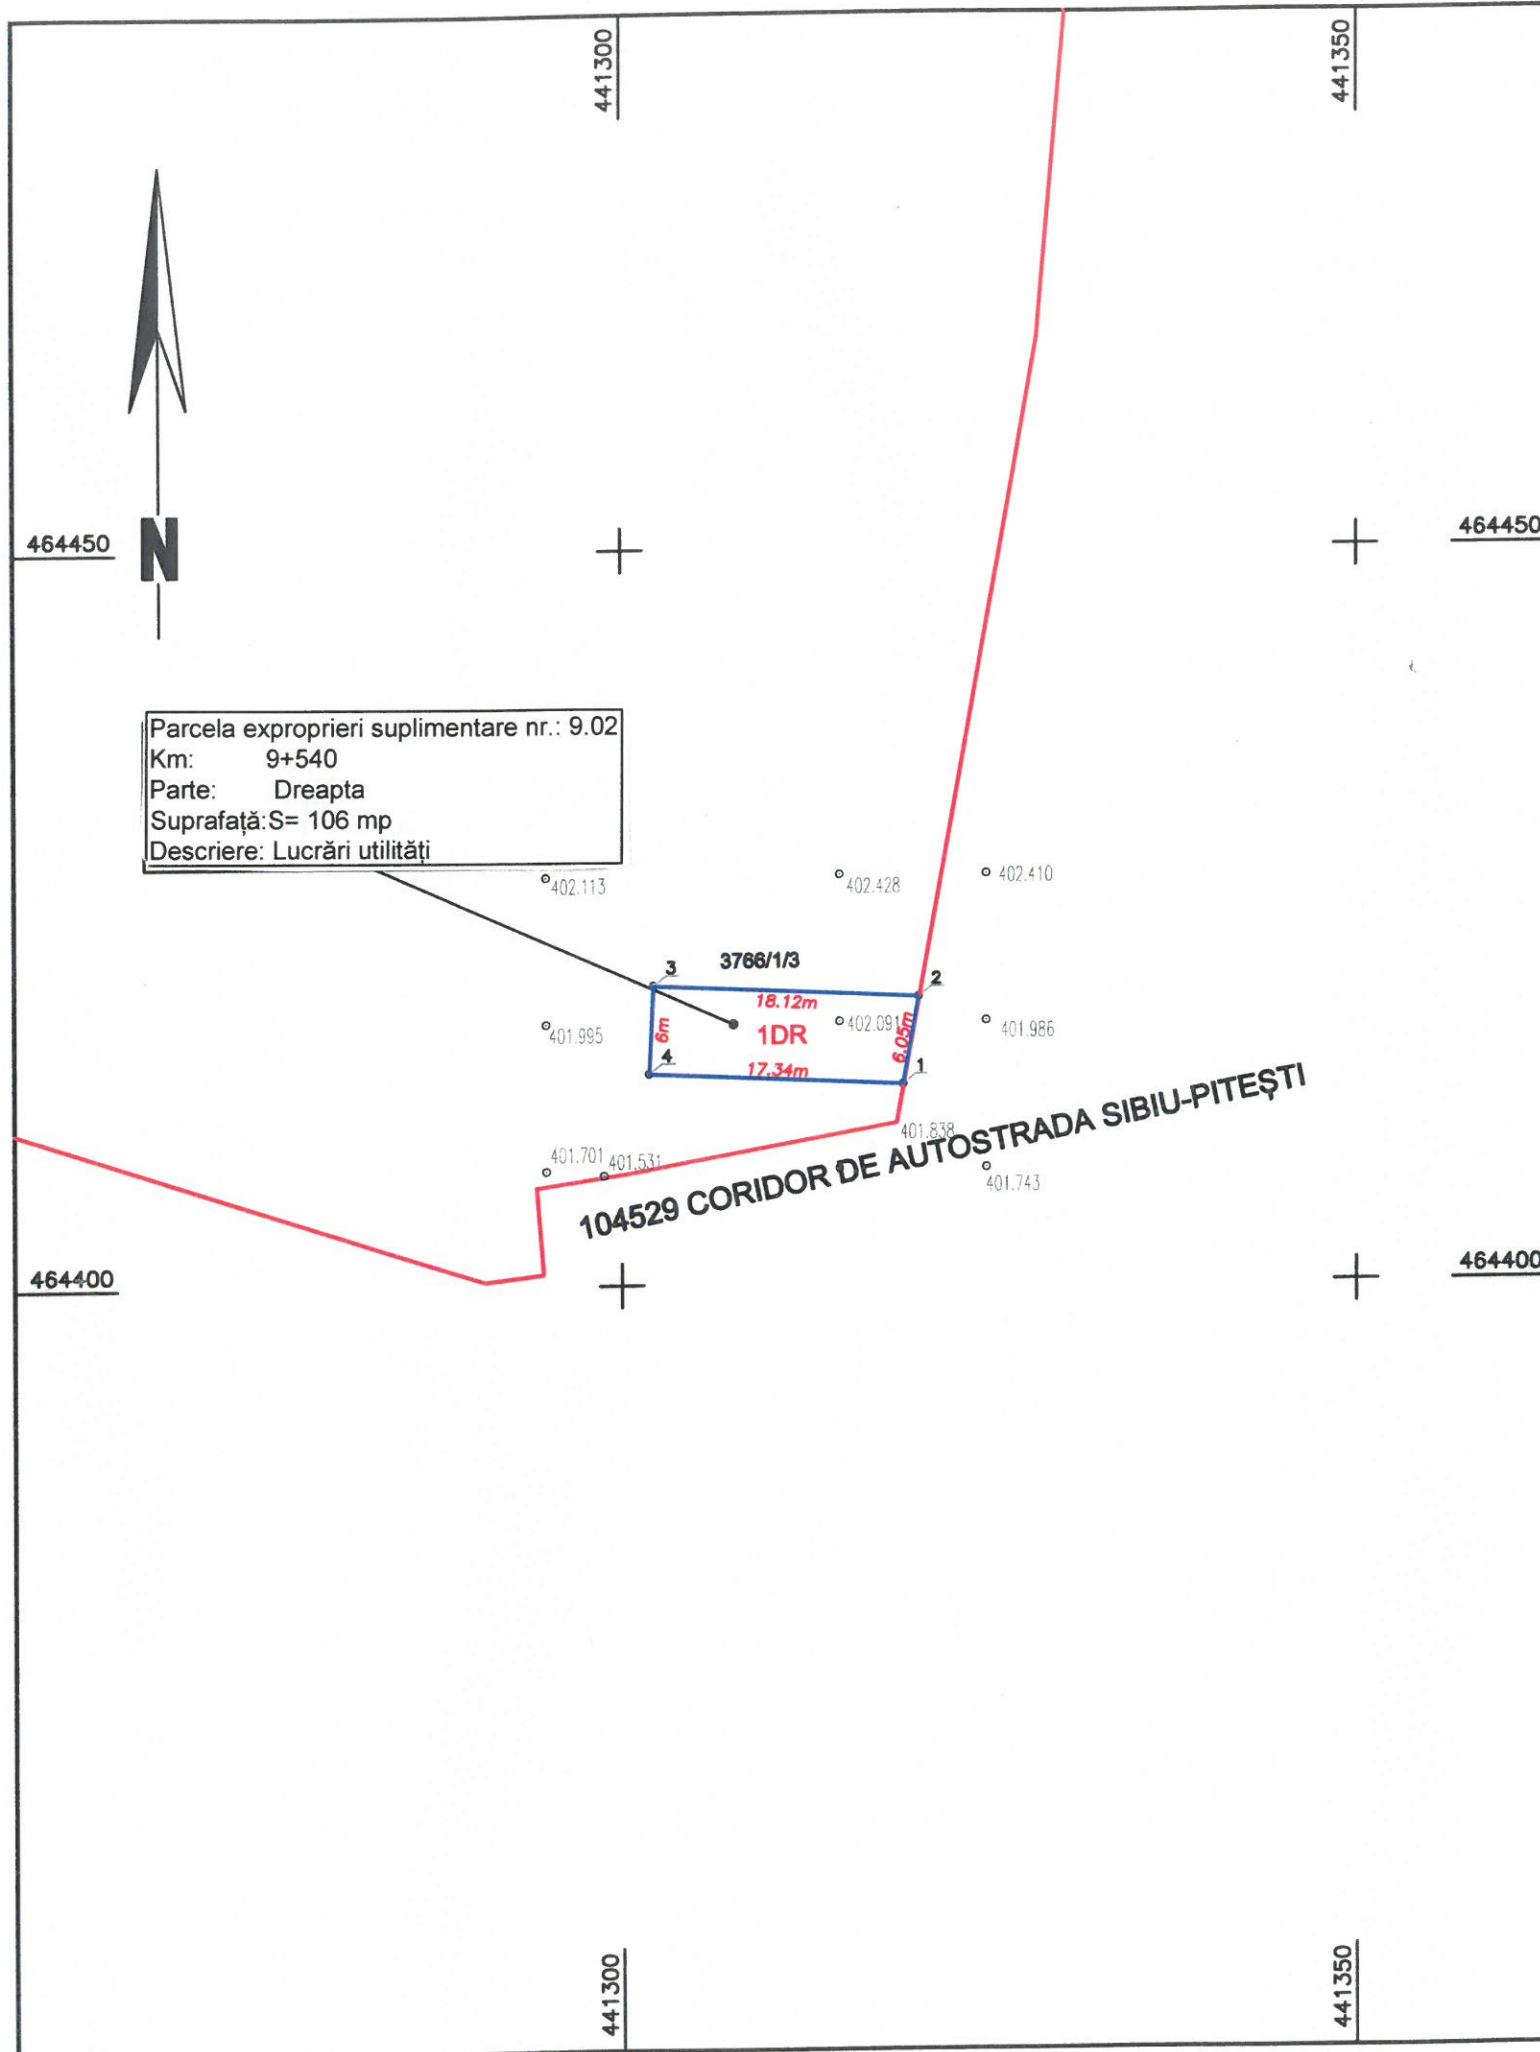 441300
441350
464450
N
464450
Parcela exproprieri suplimentare nr.: 9.02
Km: 9+540
Parte: Dreapta
Suprafață:S= 106 mp
Descriere: Lucrări utilități
402.113
402.428
402.410
3766/1/3
3
2
18.12m
6m
1DR
402.091
6.05m
401.995
401.986
4
17.34m
1
401.838
401.701
401.531
401.743
104529 CORIDOR DE AUTOSTRADA SIBIU-PITEȘTI
464400
464400
441300
441350